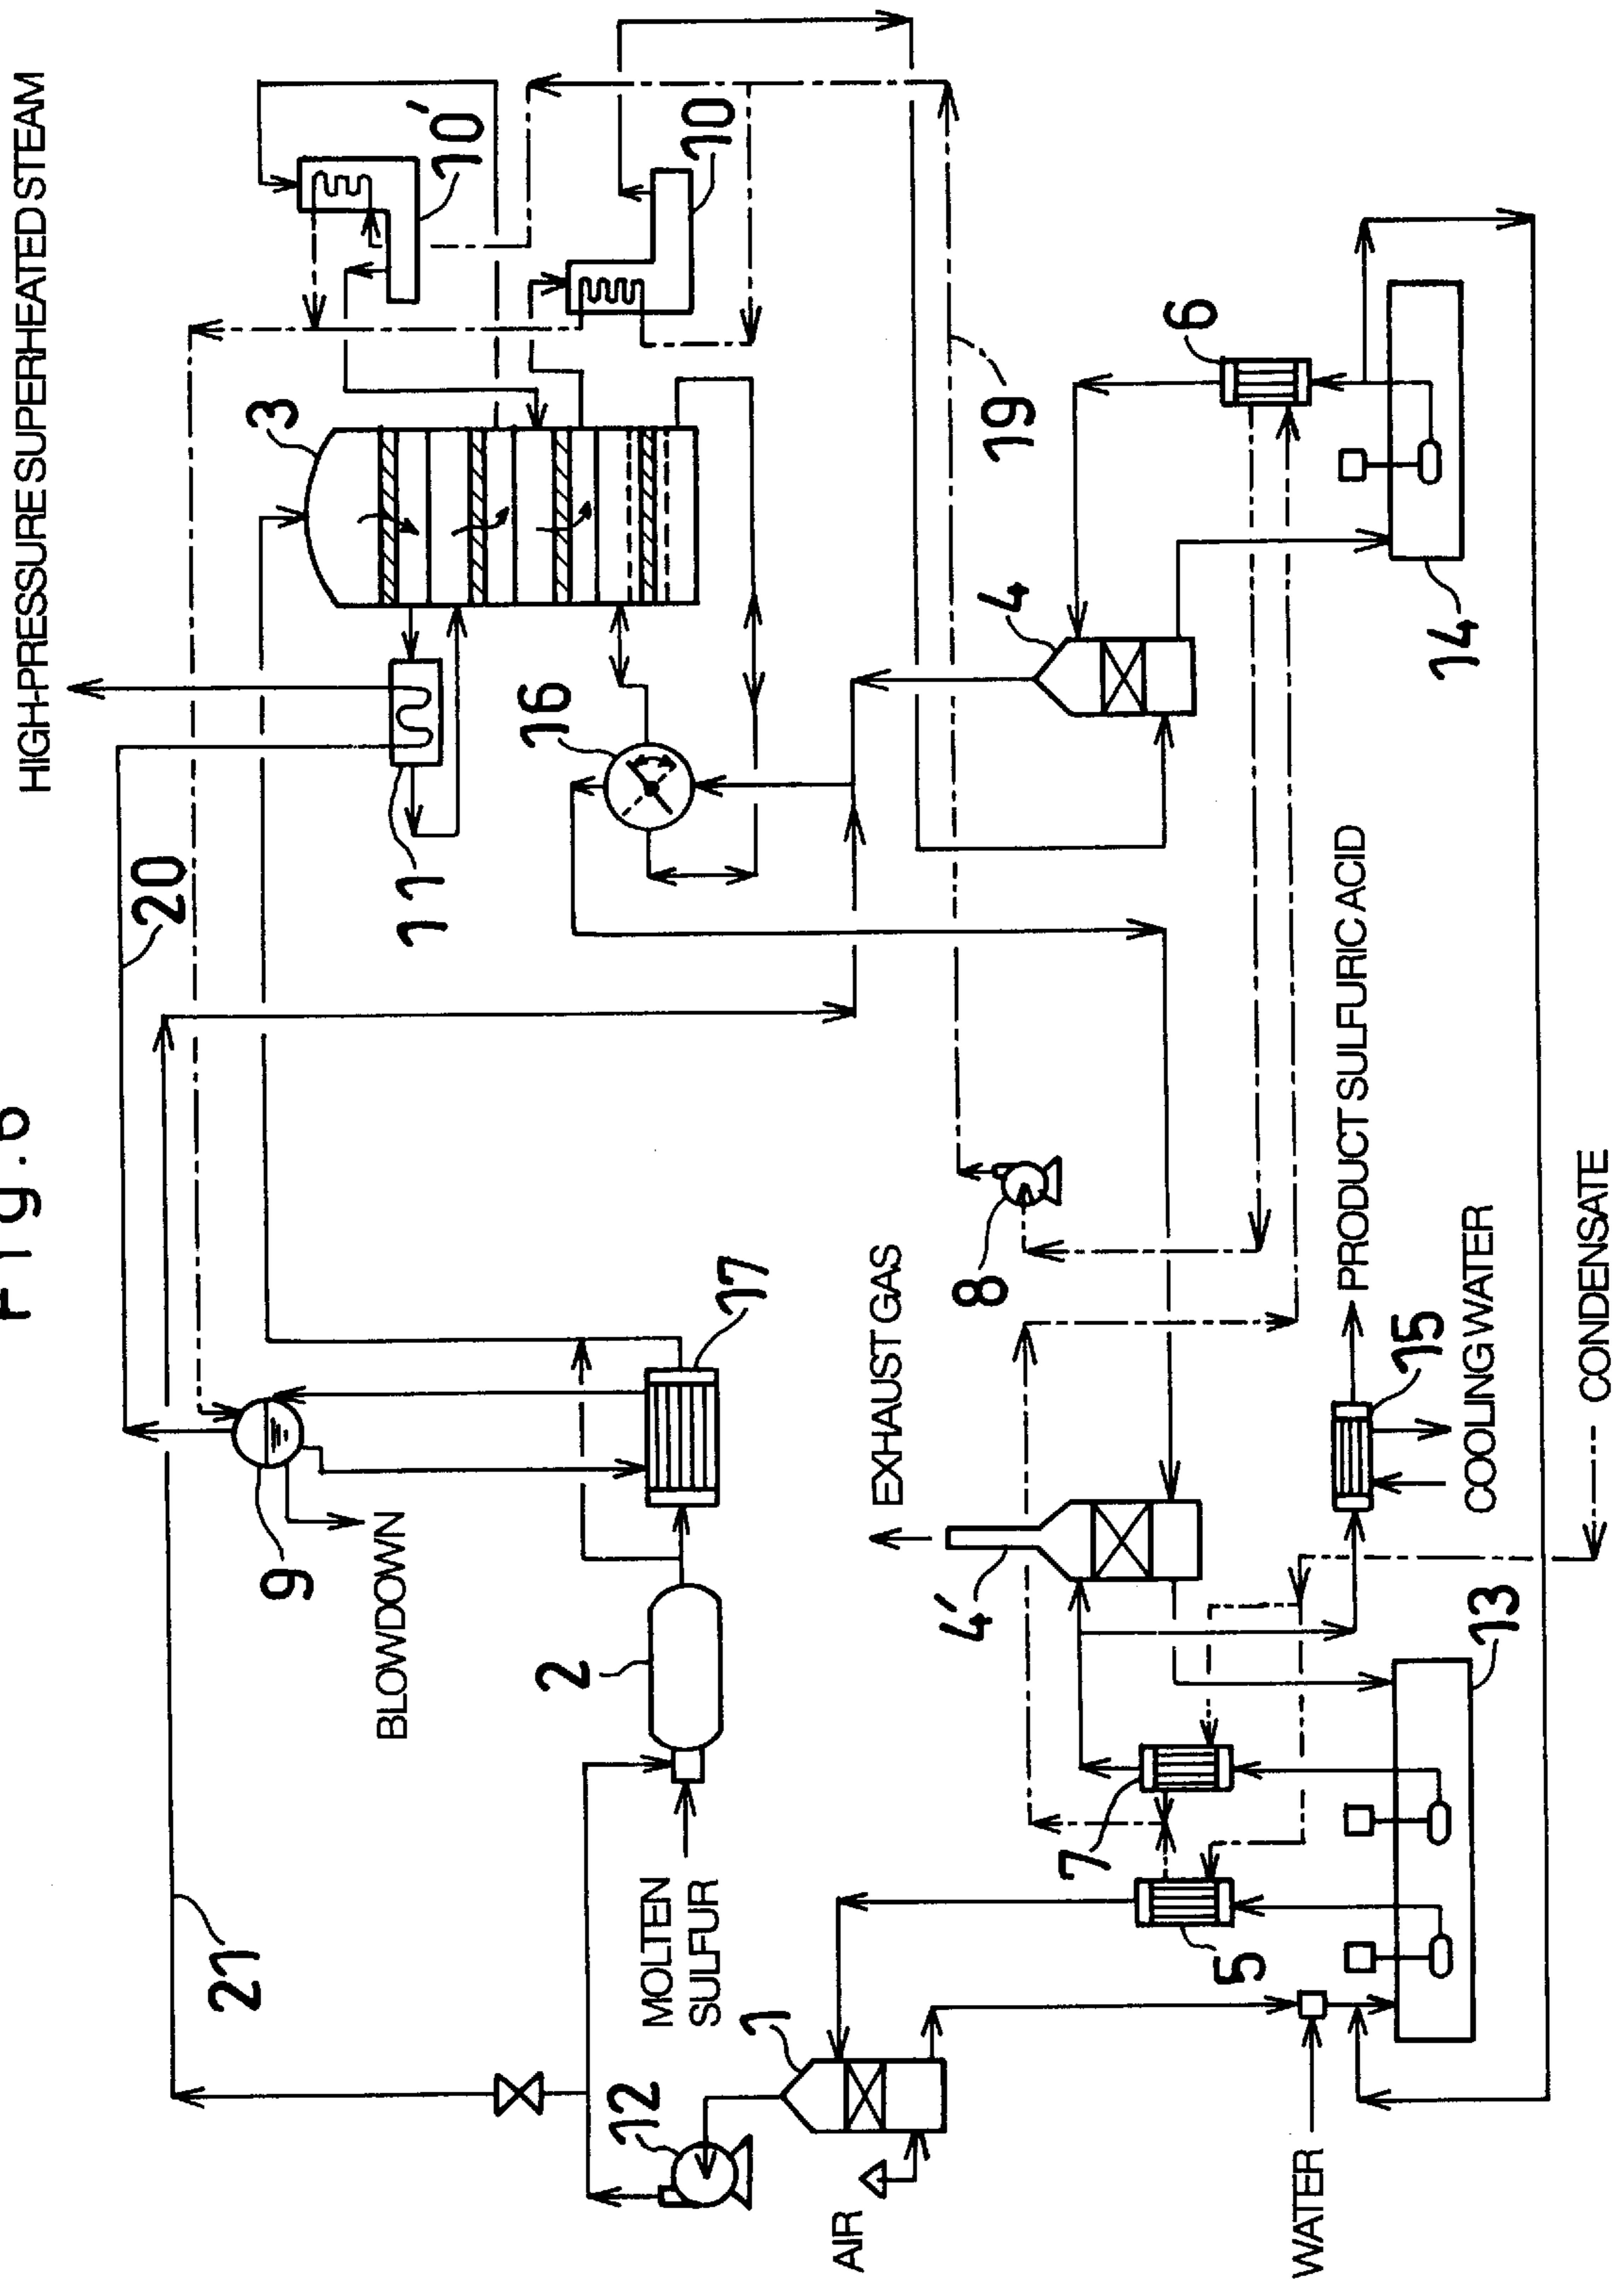 Fig.6
HIGH-PRESSURE SUPERHEATED STEAM
20
21
3
10'
10
11
16
9
BLOWDOWN
17
2
MOLTEN
SULFUR
12
1
AIR
WATER
19
4
6
14
8
EXHAUST GAS
4'
7
5
13
15
PRODUCT SULFURIC ACID
COOLING WATER
CONDENSATE